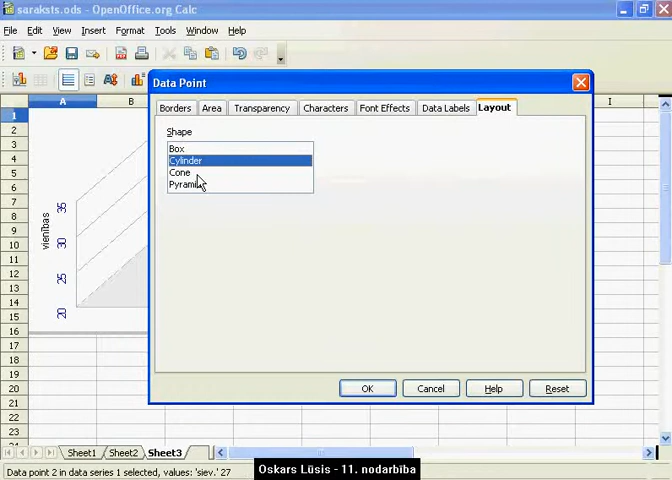 saraksts.ods - OpenOffice.org Calc
File Edit View Insert Format Tools Window
A B I
Data Point
Borders Area Transparency Characters Font Effects Data Labels Layout
Shape
Box
Cylinder
Cone
1
2
3
4
5
6
7
8
9
10
11
12
13
14
15
16
17
18
19
20
21
22
23
vienības
35
30
25
20
OK Cancel Help Reset
Sheet1 Sheet2 Sheet3
Data point 2 in data series 1 selected, values: 'siev.' 27
Oskars Lūsis - 11. nodarbība